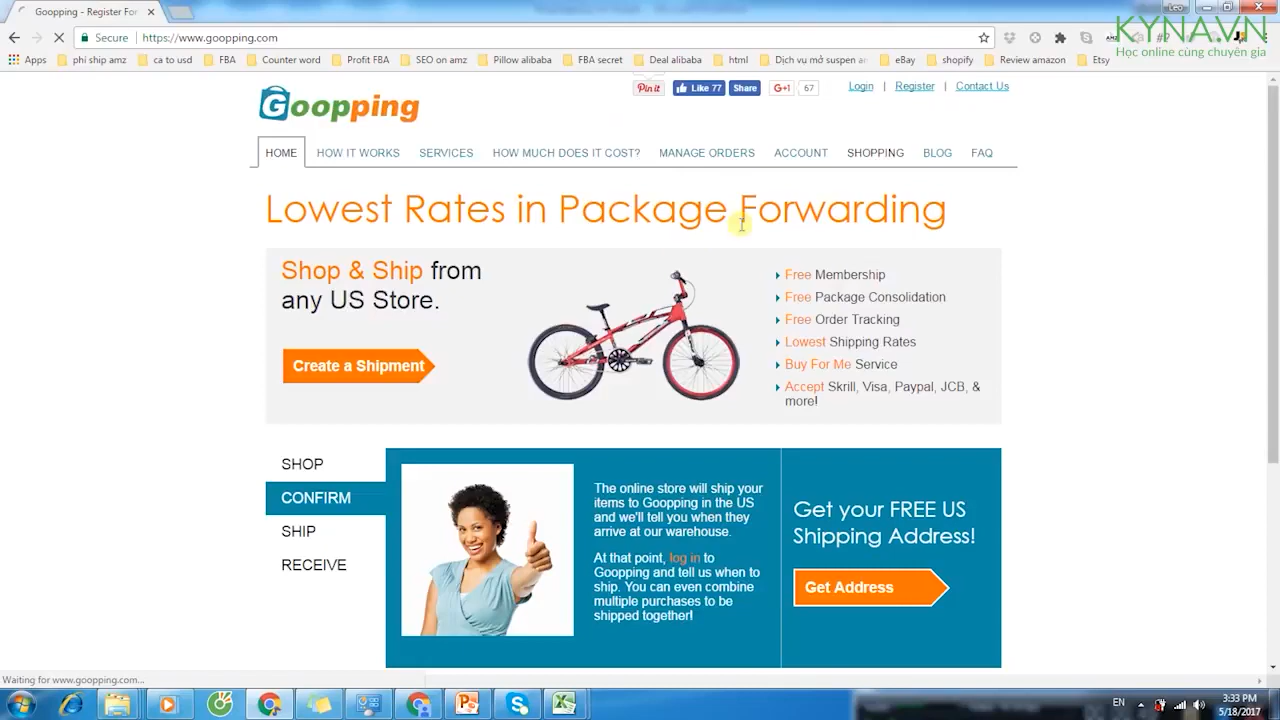 Goopping - Register For
Leo
KYNAVN
Học online cùng chuyên gia
Secure
https://www.goopping.com
Apps
phi ship amz
ca to usd
FBA
Counter word
Profit FBA
SEO on amz
Pillow alibaba
FBA secret
Deal alibaba
html
Dịch vu mở suspen a
eBay
shopify
Review amazon
Etsy
Goopping
Pin it
Like 77
Share
G+1
67
Login | Register | Contact Us
HOME
HOW IT WORKS
SERVICES
HOW MUCH DOES IT COST?
MANAGE ORDERS
ACCOUNT
SHOPPING
BLOG
FAQ
Lowest Rates in Package Forwarding
Shop & Ship from
any US Store.
Create a Shipment
Free Membership
Free Package Consolidation
Free Order Tracking
Lowest Shipping Rates
Buy For Me Service
Accept Skrill, Visa, Paypal, JCB, &
more!
SHOP
CONFIRM
SHIP
RECEIVE
The online store will ship your
items to Goopping in the US
and we'll tell you when they
arrive at our warehouse.
At that point, log in to
Goopping and tell us when to
ship. You can even combine
multiple purchases to be
shipped together!
Get your FREE US
Shipping Address!
Get Address
Waiting for www.goopping.com...
EN
3:33 PM
5/18/2017